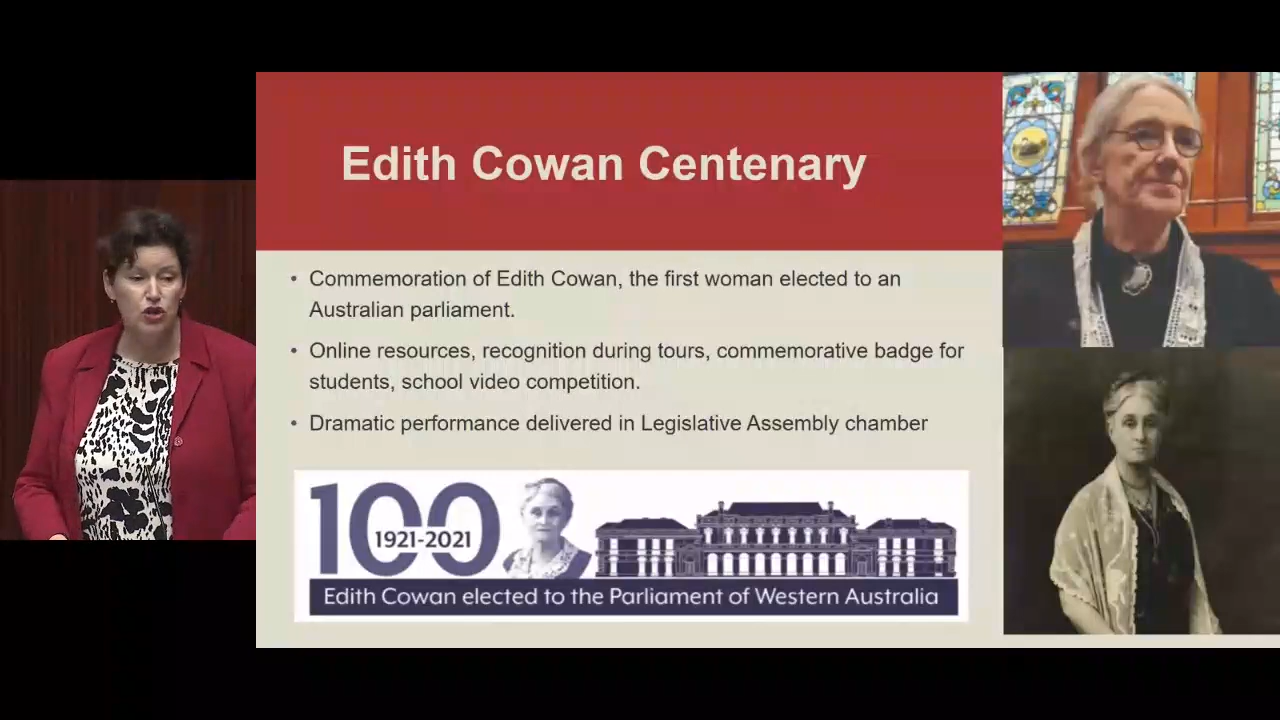 Edith Cowan Centenary
• Commemoration of Edith Cowan, the first woman elected to an
Australian parliament.
• Online resources, recognition during tours, commemorative badge for
students, school video competition.
• Dramatic performance delivered in Legislative Assembly chamber
100
1921-2021
Edith Cowan elected to the Parliament of Western Australia